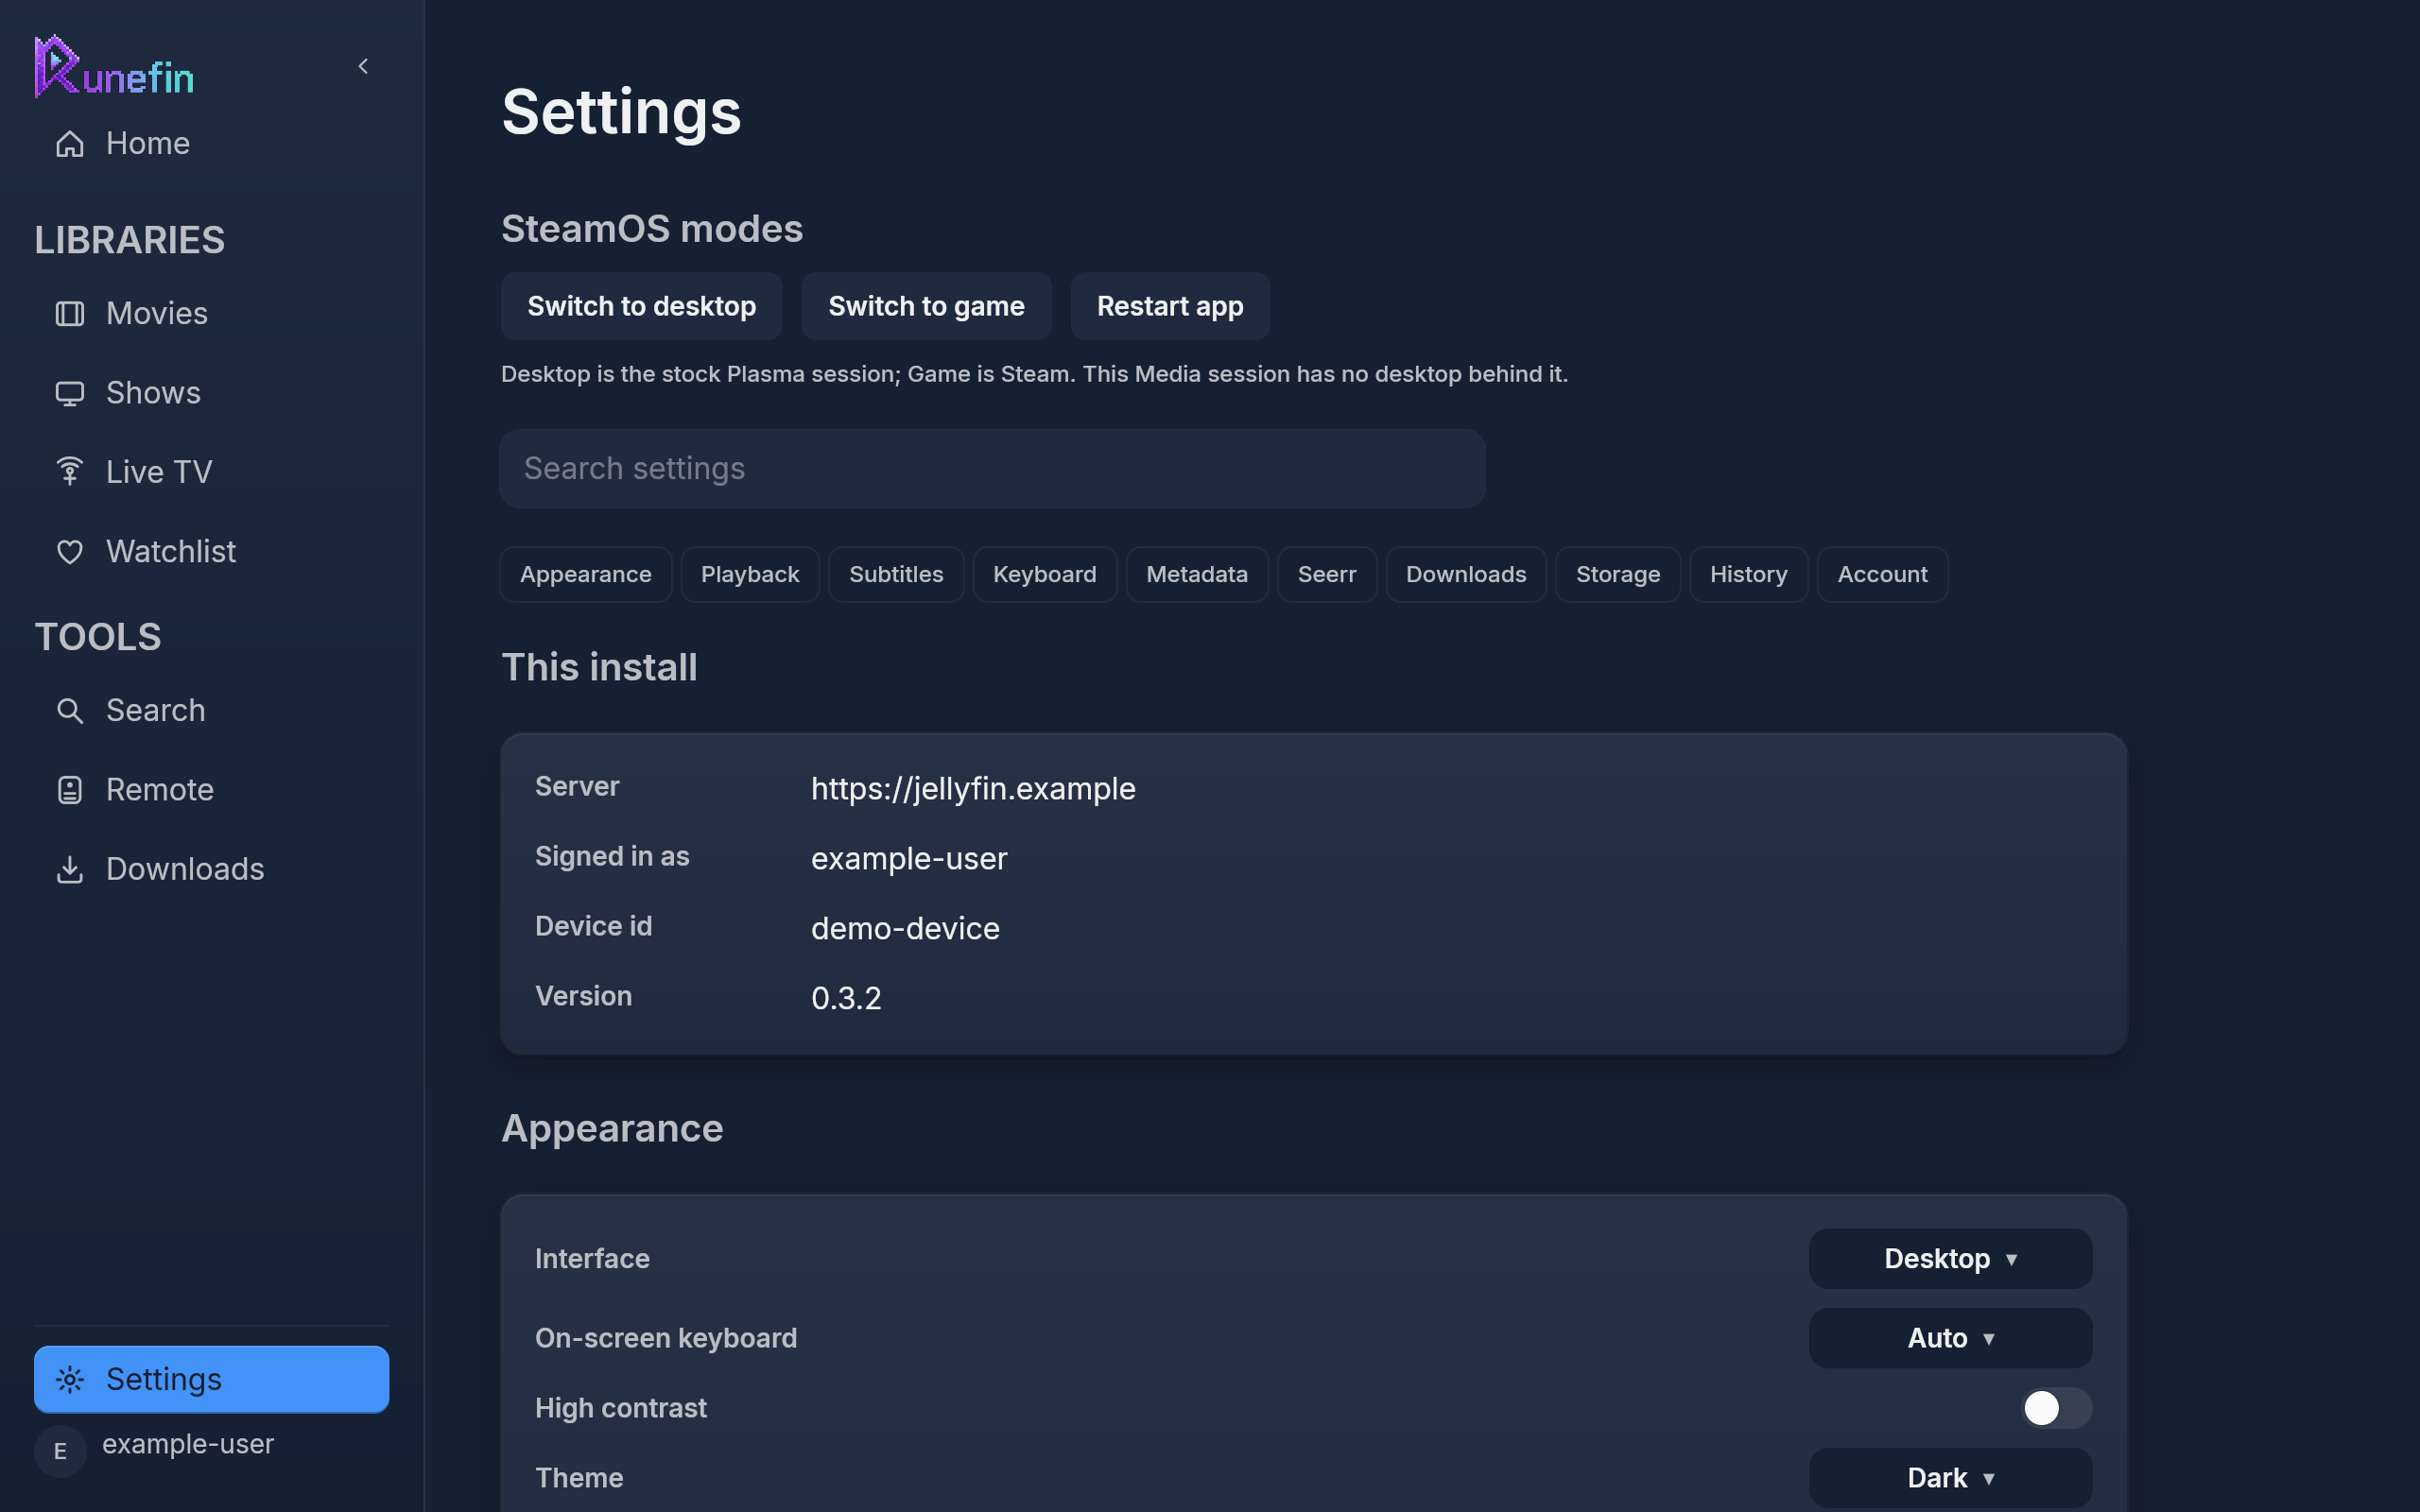 Runefin
Home
LIBRARIES
Movies
Shows
Live TV
Watchlist
TOOLS
Search
Remote
Downloads
Settings
E
example-user
Settings
SteamOS modes
Switch to desktop
Switch to game
Restart app
Desktop is the stock Plasma session; Game is Steam. This Media session has no desktop behind it.
Search settings
Appearance
Playback
Subtitles
Keyboard
Metadata
Seerr
Downloads
Storage
History
Account
This install
Server https://jellyfin.example
Signed in as example-user
Device id demo-device
Version 0.3.2
Appearance
Interface Desktop
On-screen keyboard Auto
High contrast
Theme Dark